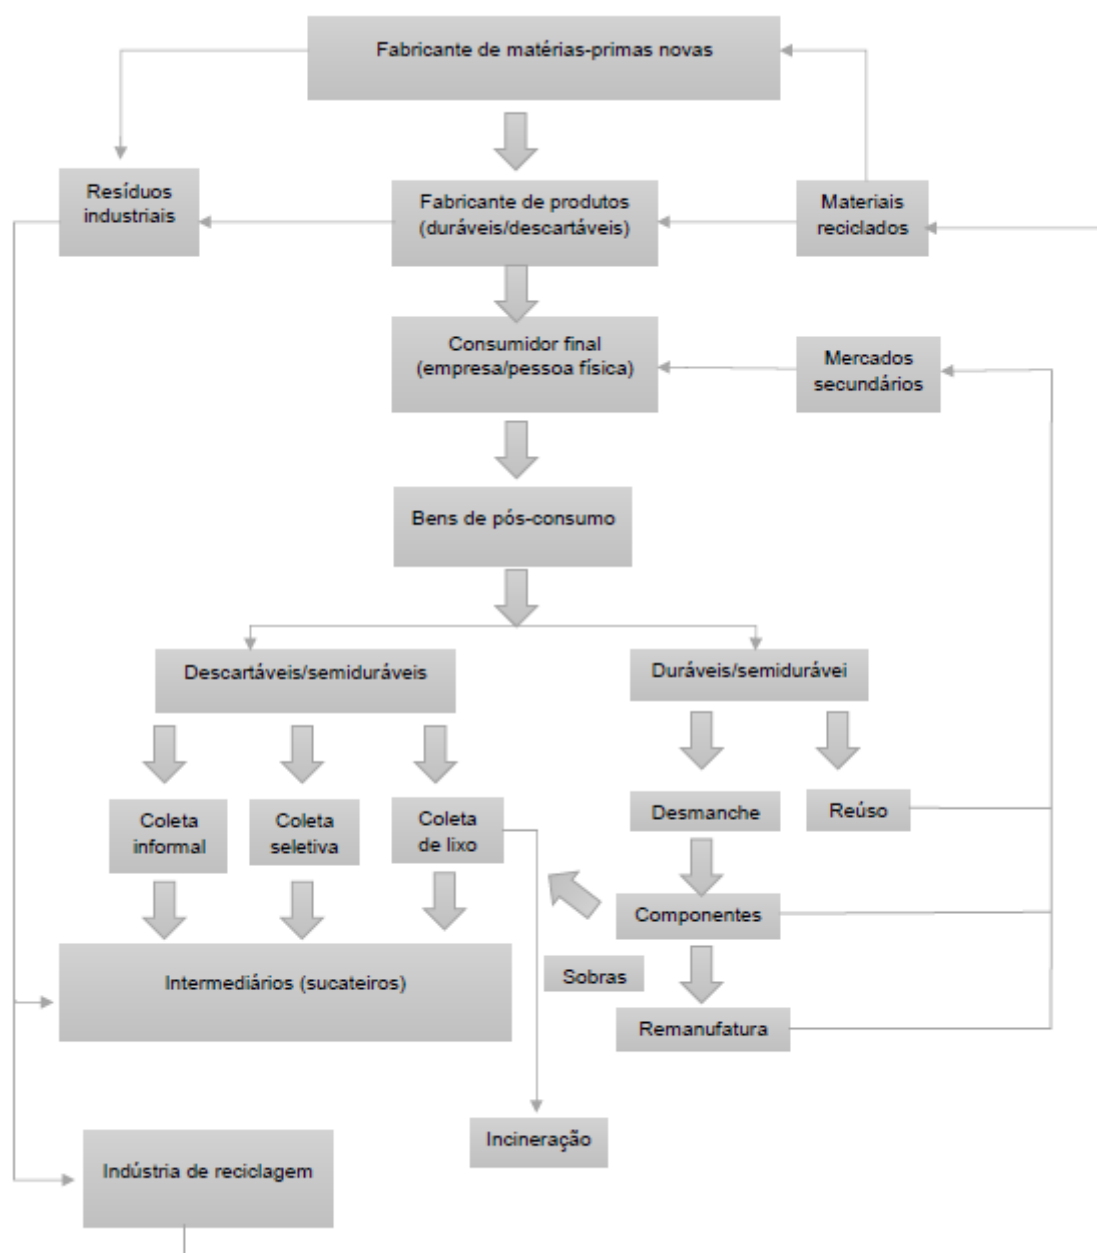 Fabricante de matérias-primas novas
Resíduos
industriais
Fabricante de produtos
(duráveis/descartáveis)
Materiais
reciclados
Consumidor final
(empresa/pessoa física)
Mercados
secundários
Bens de pós-consumo
Descartáveis/semiduráveis
Duráveis/semidurávei
Coleta
informal
Coleta
seletiva
Coleta
de lixo
Desmanche
Reúso
Componentes
Intermediários (sucateiros)
Sobras
Remanufatura
Incineração
Indústria de reciclagem